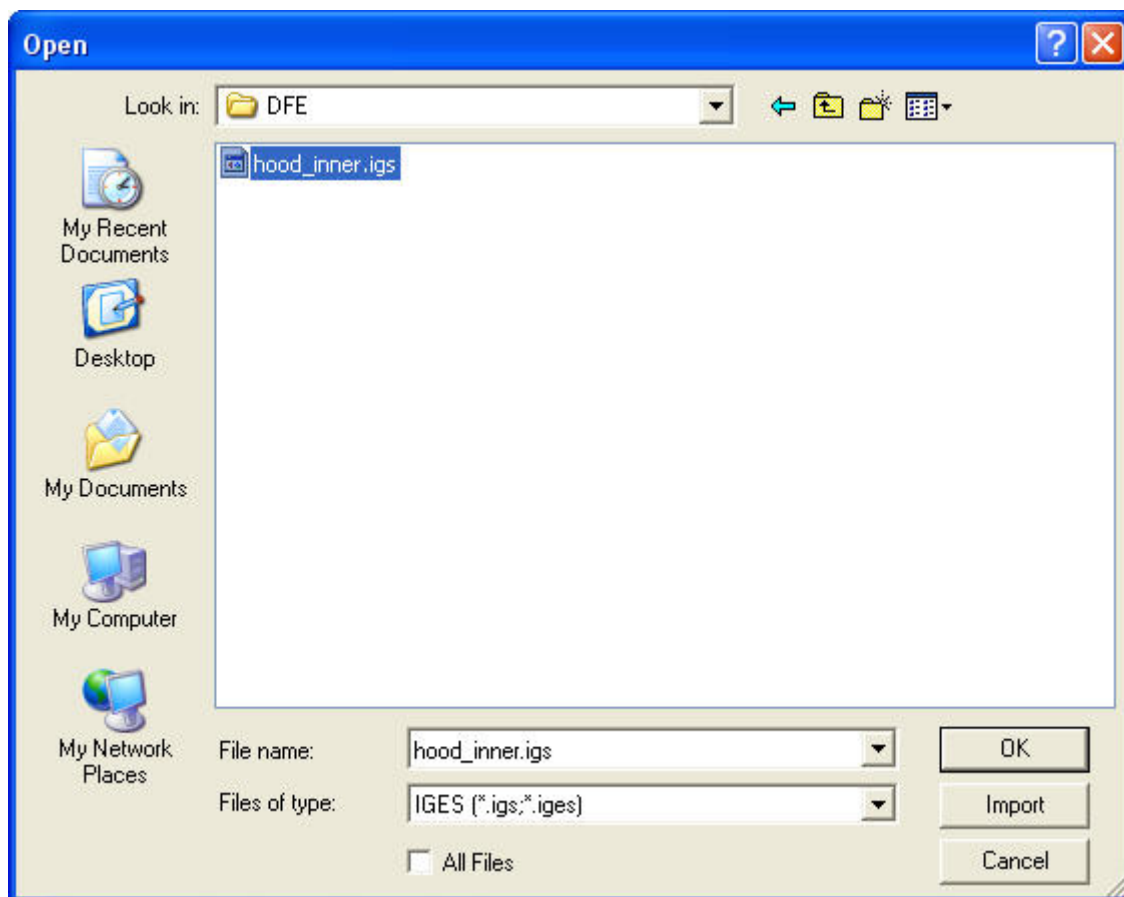 Open
Look in: DFE
hood_inner.igs
My Recent
Documents
Desktop
My Documents
My Computer
My Network
Places
File name: hood_inner.igs OK
Files of type: IGES (*.igs;*.iges) Import
All Files Cancel